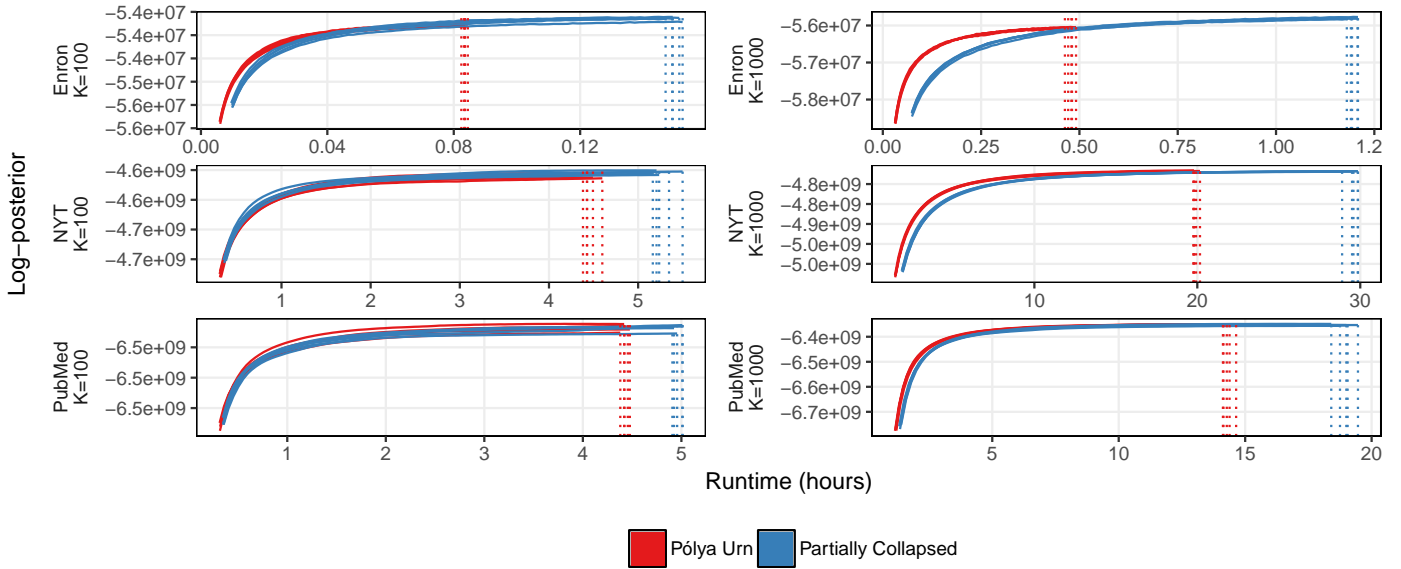 Log−posterior
Enron
K=100
−5.4e+07
−5.4e+07
−5.4e+07
−5.5e+07
−5.6e+07
−5.6e+07
0.00 0.04 0.08 0.12
Enron
K=1000
−5.6e+07
−5.7e+07
−5.8e+07
0.00 0.25 0.50 0.75 1.00 1.2
NYT
K=100
−4.6e+09
−4.6e+09
−4.7e+09
−4.7e+09
1 2 3 4 5
NYT
K=1000
−4.8e+09
−4.8e+09
−4.9e+09
−5.0e+09
−5.0e+09
10 20 30
PubMed
K=100
−6.5e+09
−6.5e+09
−6.5e+09
1 2 3 4 5
PubMed
K=1000
−6.4e+09
−6.5e+09
−6.6e+09
−6.7e+09
5 10 15 20
Runtime (hours)
Pólya Urn Partially Collapsed